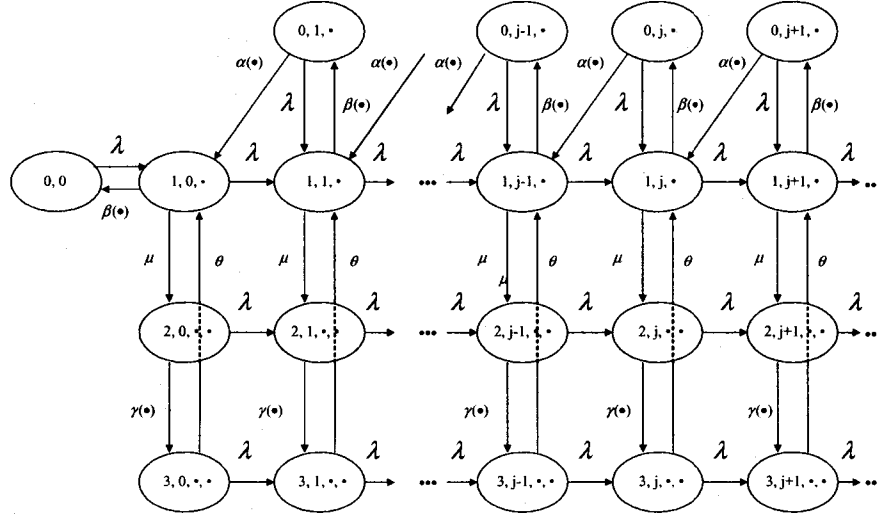 0, 1, • 0, j-1, • 0, j, • 0, j+1, •
α(•) α(•) α(•) α(•) α(•)
λ β(•) λ β(•) λ β(•) λ β(•)
λ λ λ λ λ λ λ
0, 0 1, 0, • 1, 1, • ••• 1, j-1, • 1, j, • 1, j+1, • ••
β(•)
μ θ μ θ μ θ μ θ μ θ
μ
λ λ λ λ λ λ
2, 0, •, • 2, 1, •, • ••• 2, j-1, •, • 2, j, •, • 2, j+1, •, • ••
γ(•) γ(•) γ(•) γ(•) γ(•)
λ λ λ λ λ λ
3, 0, •, • 3, 1, •, • ••• 3, j-1, •, • 3, j, •, • 3, j+1, •, • ••